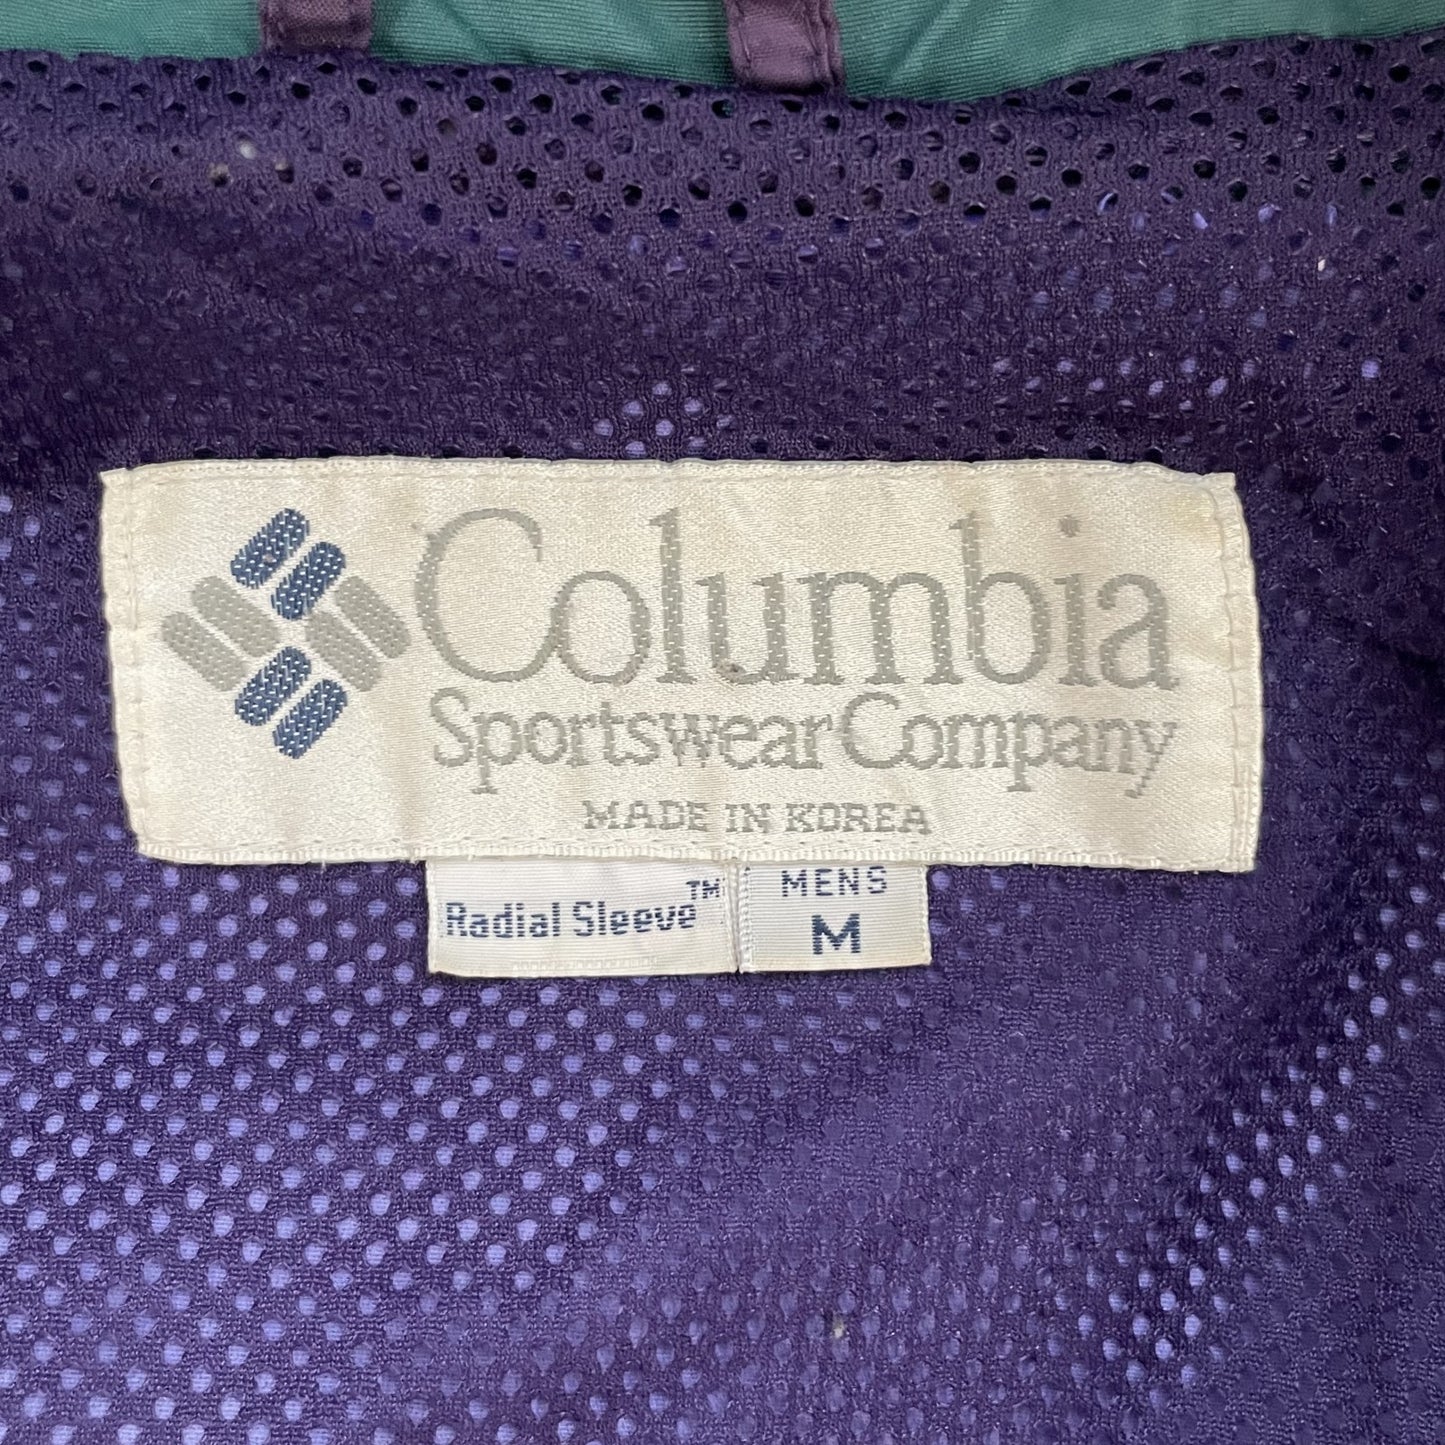 Columbia
Sportswear Company
MADE IN KOREA
Radial Sleeve™
MENS
M